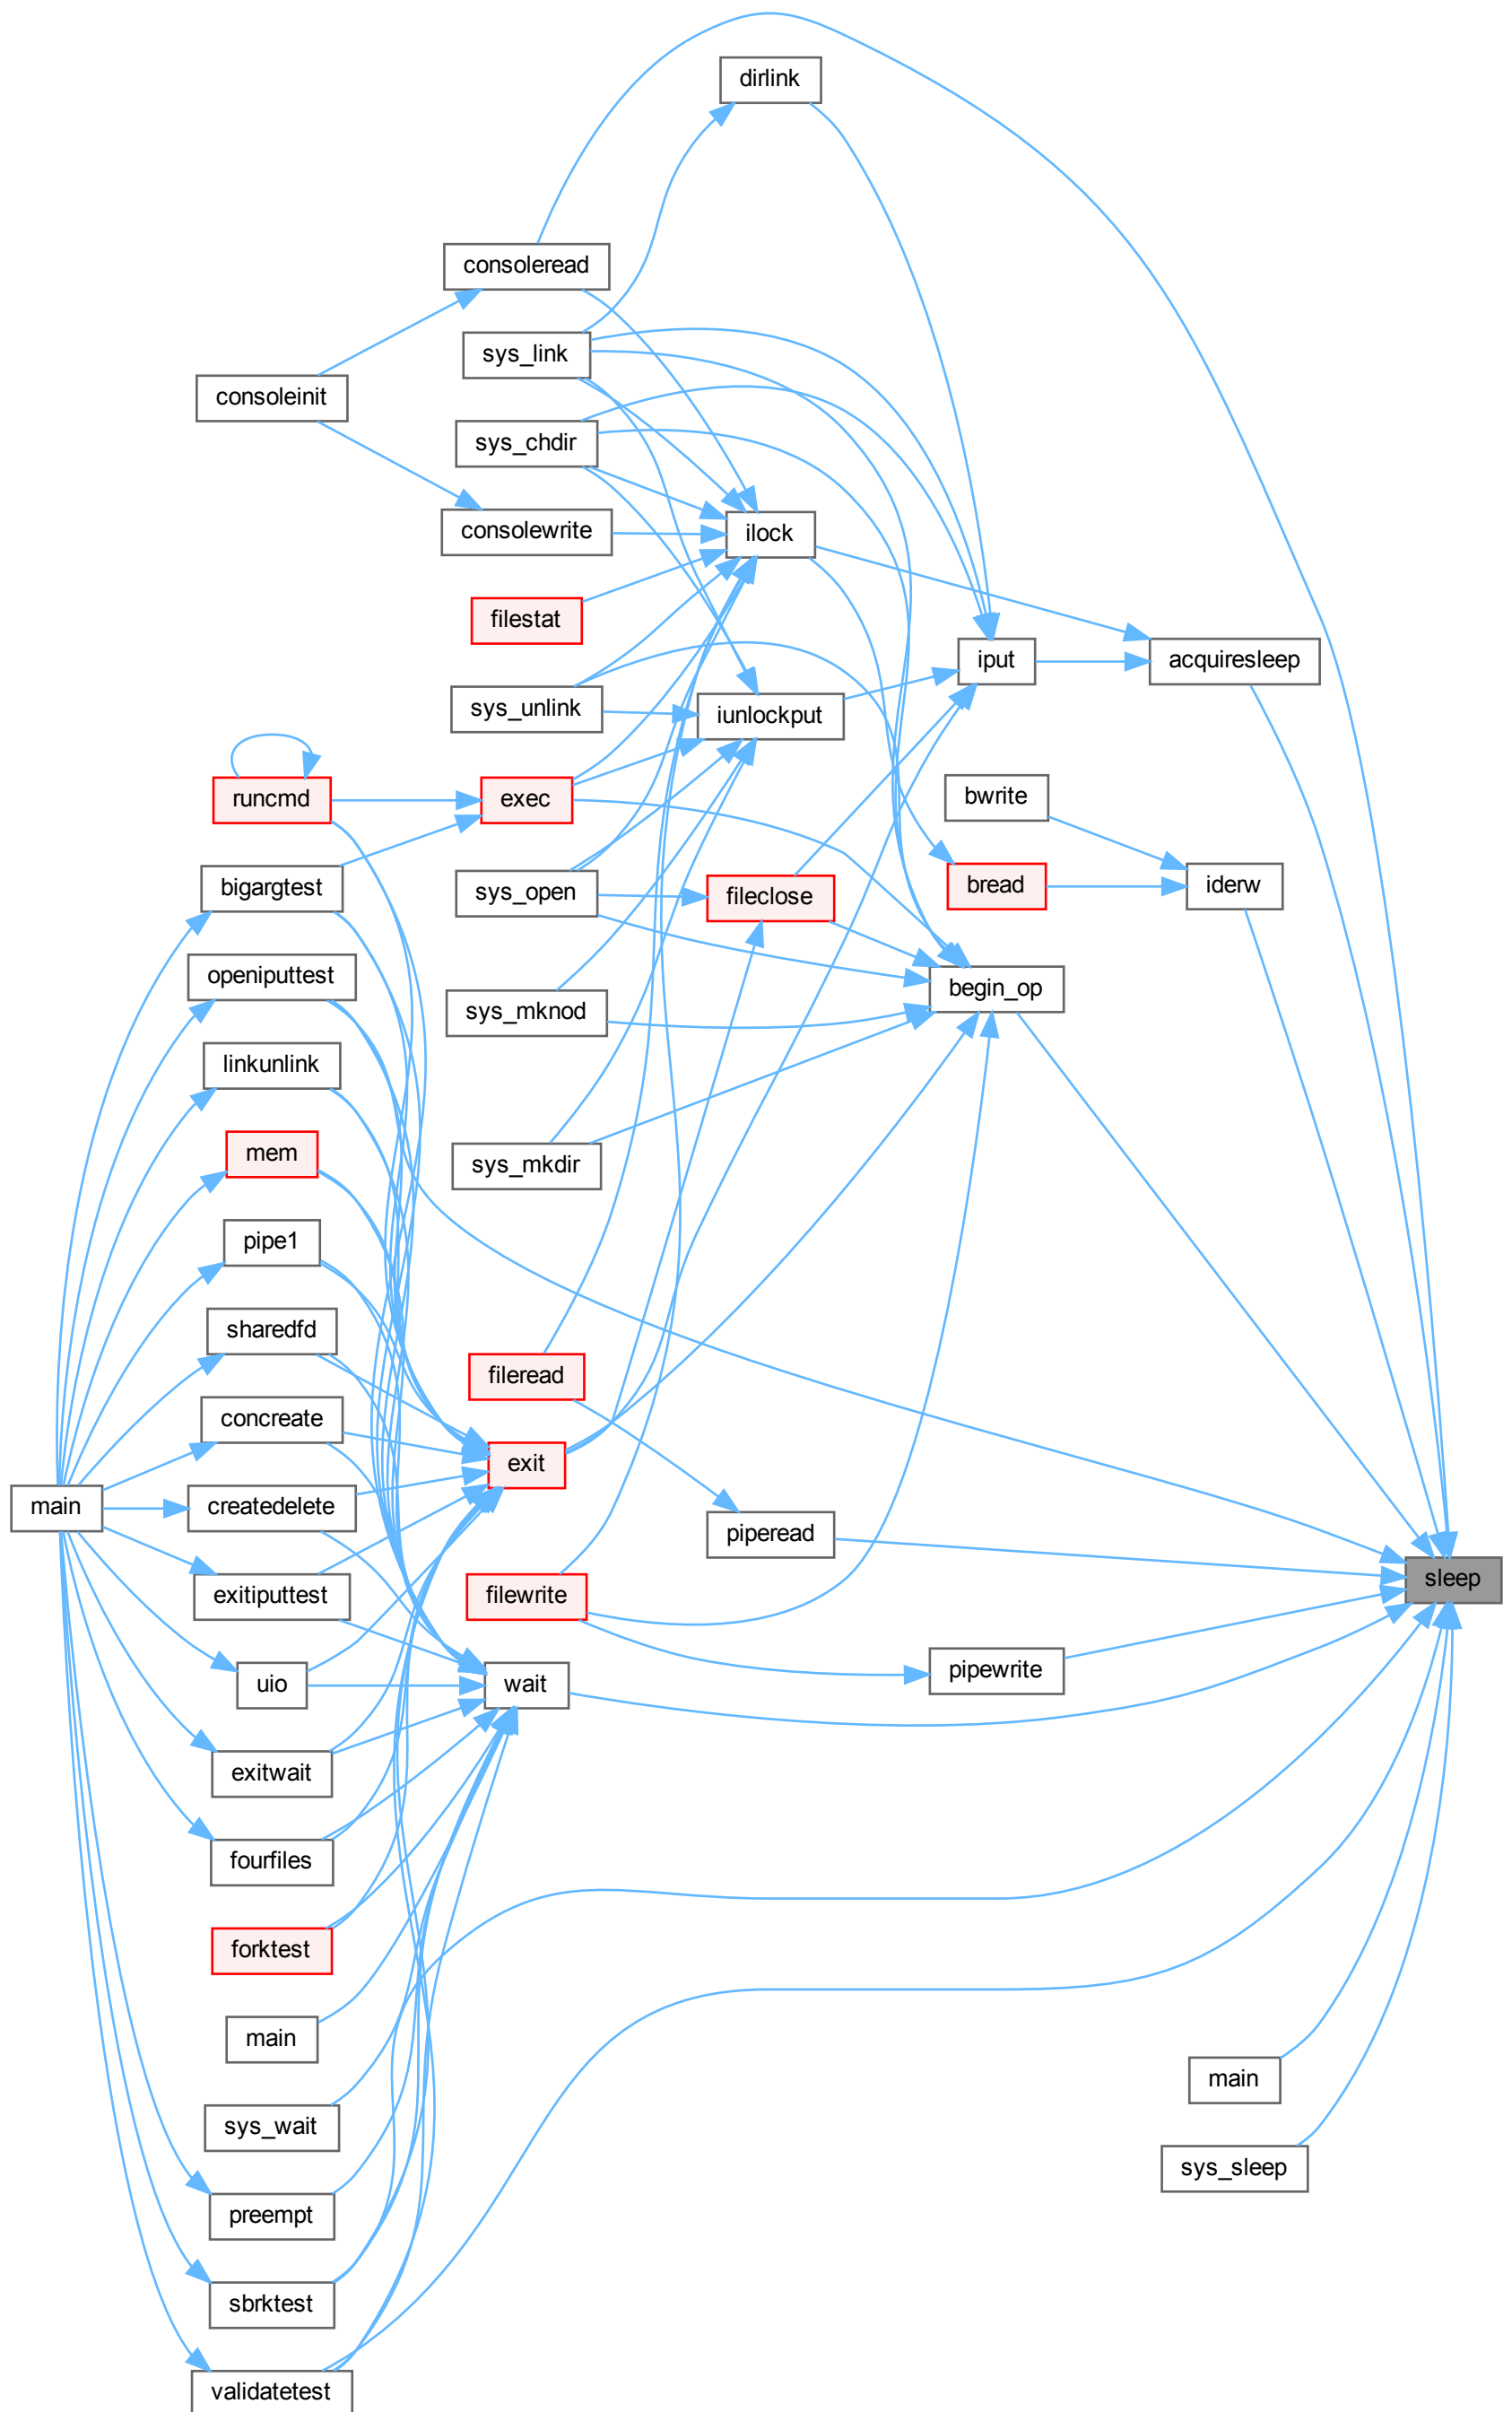 dirlink
consoleread
sys_link
consoleinit
sys_chdir
consolewrite
ilock
filestat
iput
acquiresleep
sys_unlink
iunlockput
runcmd
exec
bwrite
bigargtest
sys_open
fileclose
bread
iderw
openiputtest
begin_op
sys_mknod
linkunlink
mem
sys_mkdir
pipe1
sharedfd
fileread
concreate
exit
main
createdelete
piperead
sleep
exitiputtest
filewrite
uio
wait
pipewrite
exitwait
fourfiles
forktest
main
main
sys_wait
sys_sleep
preempt
sbrktest
validatetest